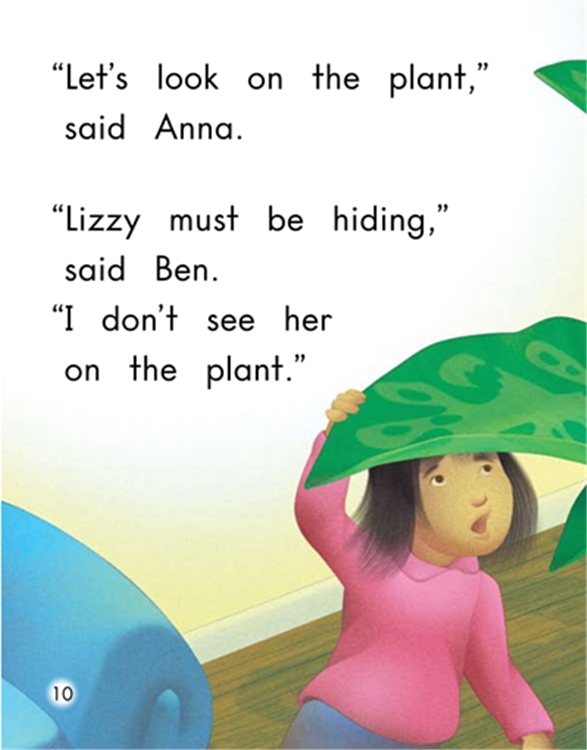 “Let’s look on the plant,”
said Anna.
“Lizzy must be hiding,”
said Ben.
“I don’t see her
on the plant.”
10